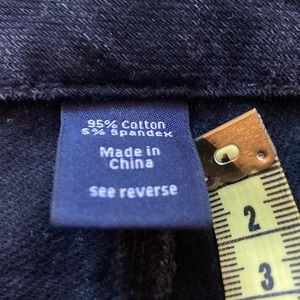 95% Cotton
5% Spandex
Made in
China
see reverse
2
3